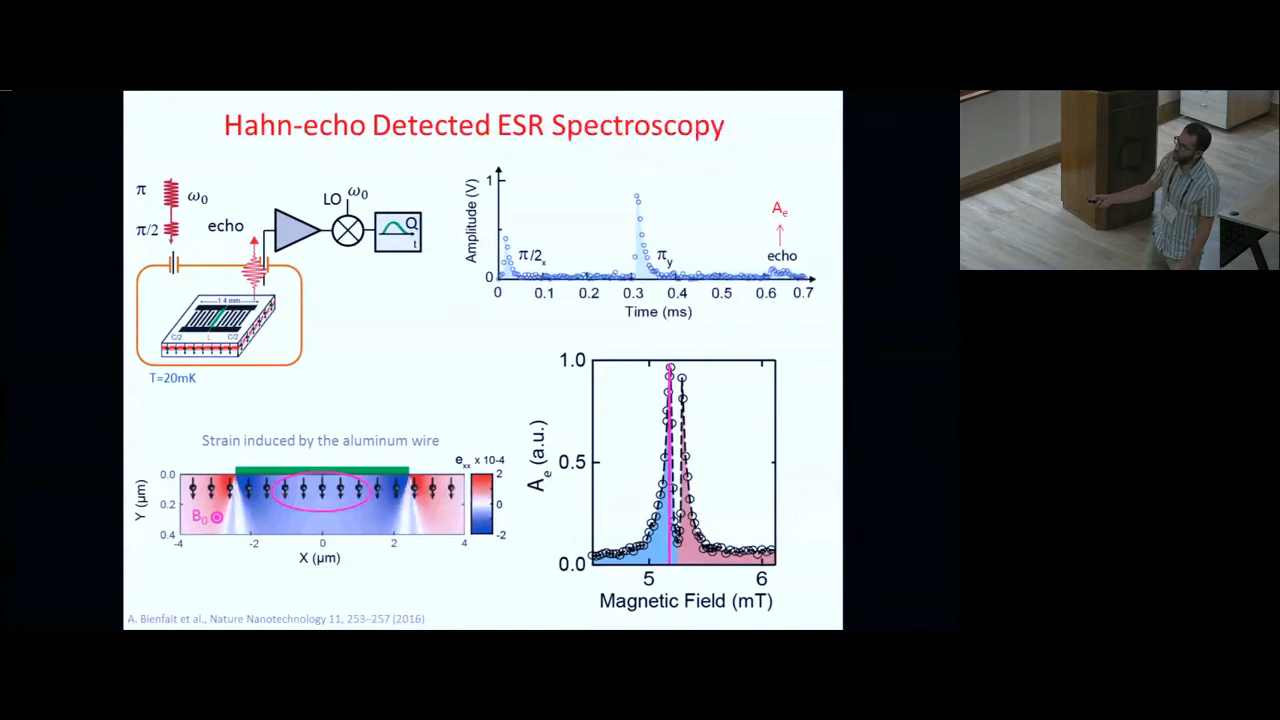 Hahn-echo Detected ESR Spectroscopy
π
ω₀
π/2
echo
LO
ω₀
Q
t
1.4 mm
C/2 L C/2
T=20mK
Amplitude (V)
1
0
π/2ₓ
πᵧ
Aₑ
echo
0 0.1 0.2 0.3 0.4 0.5 0.6 0.7
Time (ms)
Strain induced by the aluminum wire
eₓₓ x 10-4
2
0
-2
Y (µm)
0.0
0.2
0.4
B₀
-4 -2 0 2 4
X (µm)
Aₑ (a.u.)
1.0
0.5
0.0
5 6
Magnetic Field (mT)
A. Bienfait et al., Nature Nanotechnology 11, 253–257 (2016)